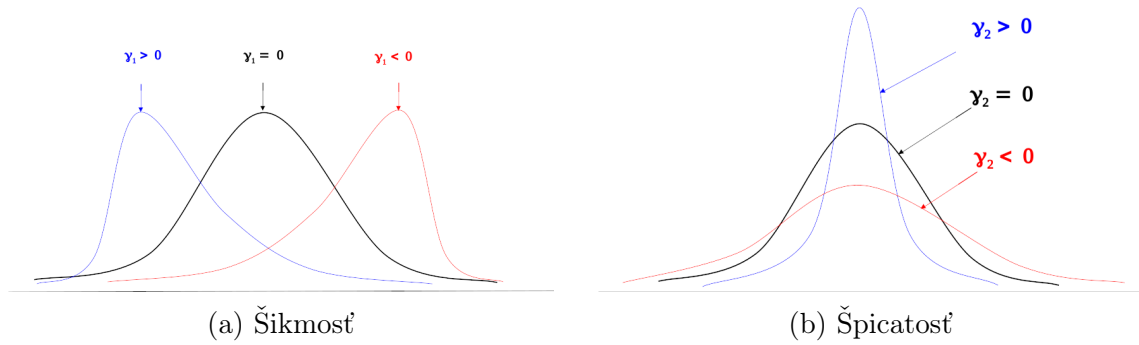 γ₁ > 0
γ₁ = 0
γ₁ < 0
(a) Šikmosť
γ₂ > 0
γ₂ = 0
γ₂ < 0
(b) Špicatosť